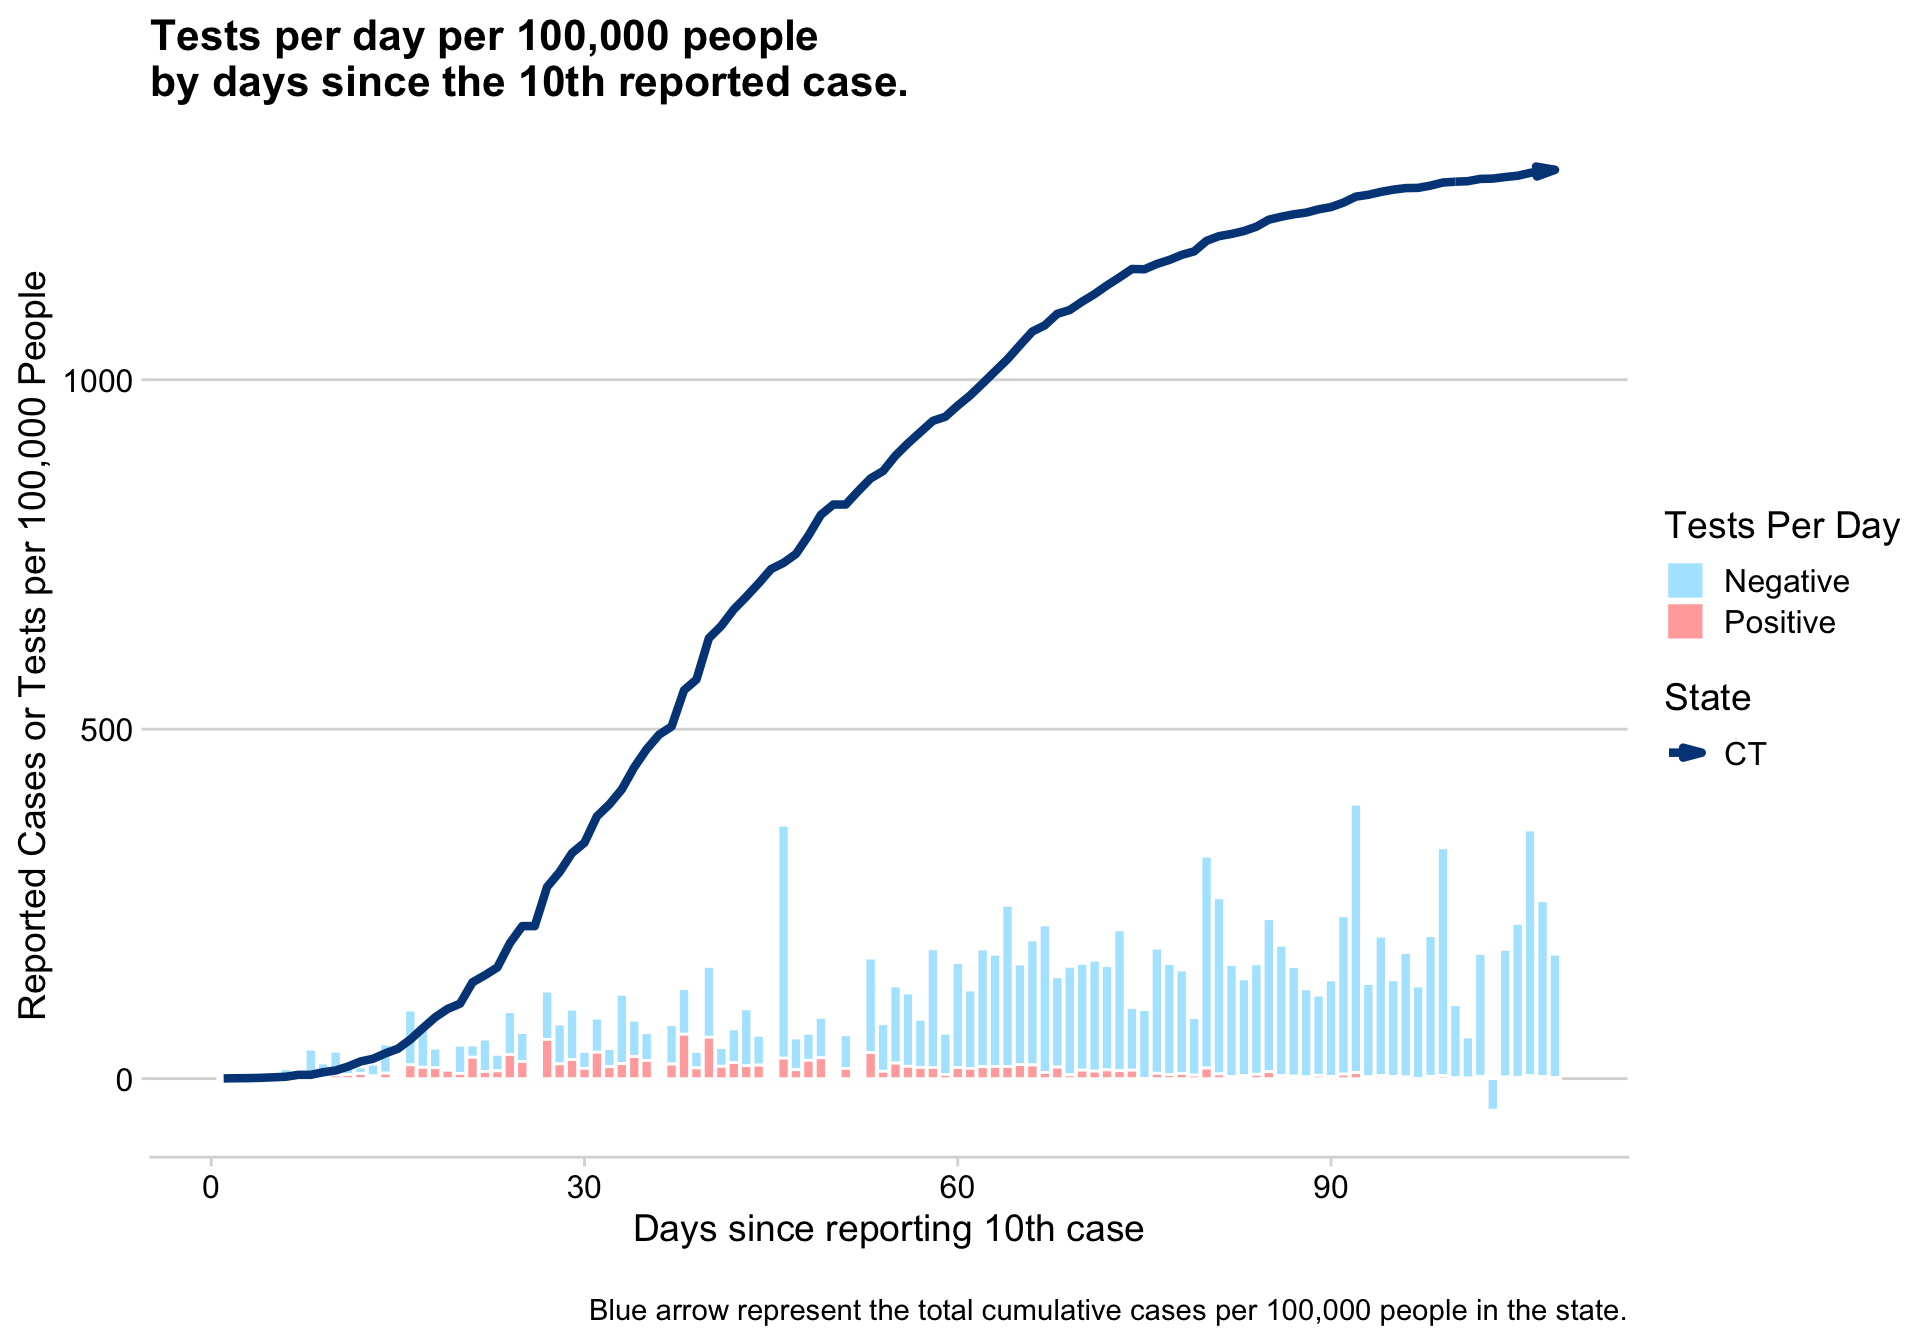 Tests per day per 100,000 people
by days since the 10th reported case.
Reported Cases or Tests per 100,000 People
1000
500
0
0
30
60
90
Days since reporting 10th case
Tests Per Day
Negative
Positive
State
CT
Blue arrow represent the total cumulative cases per 100,000 people in the state.